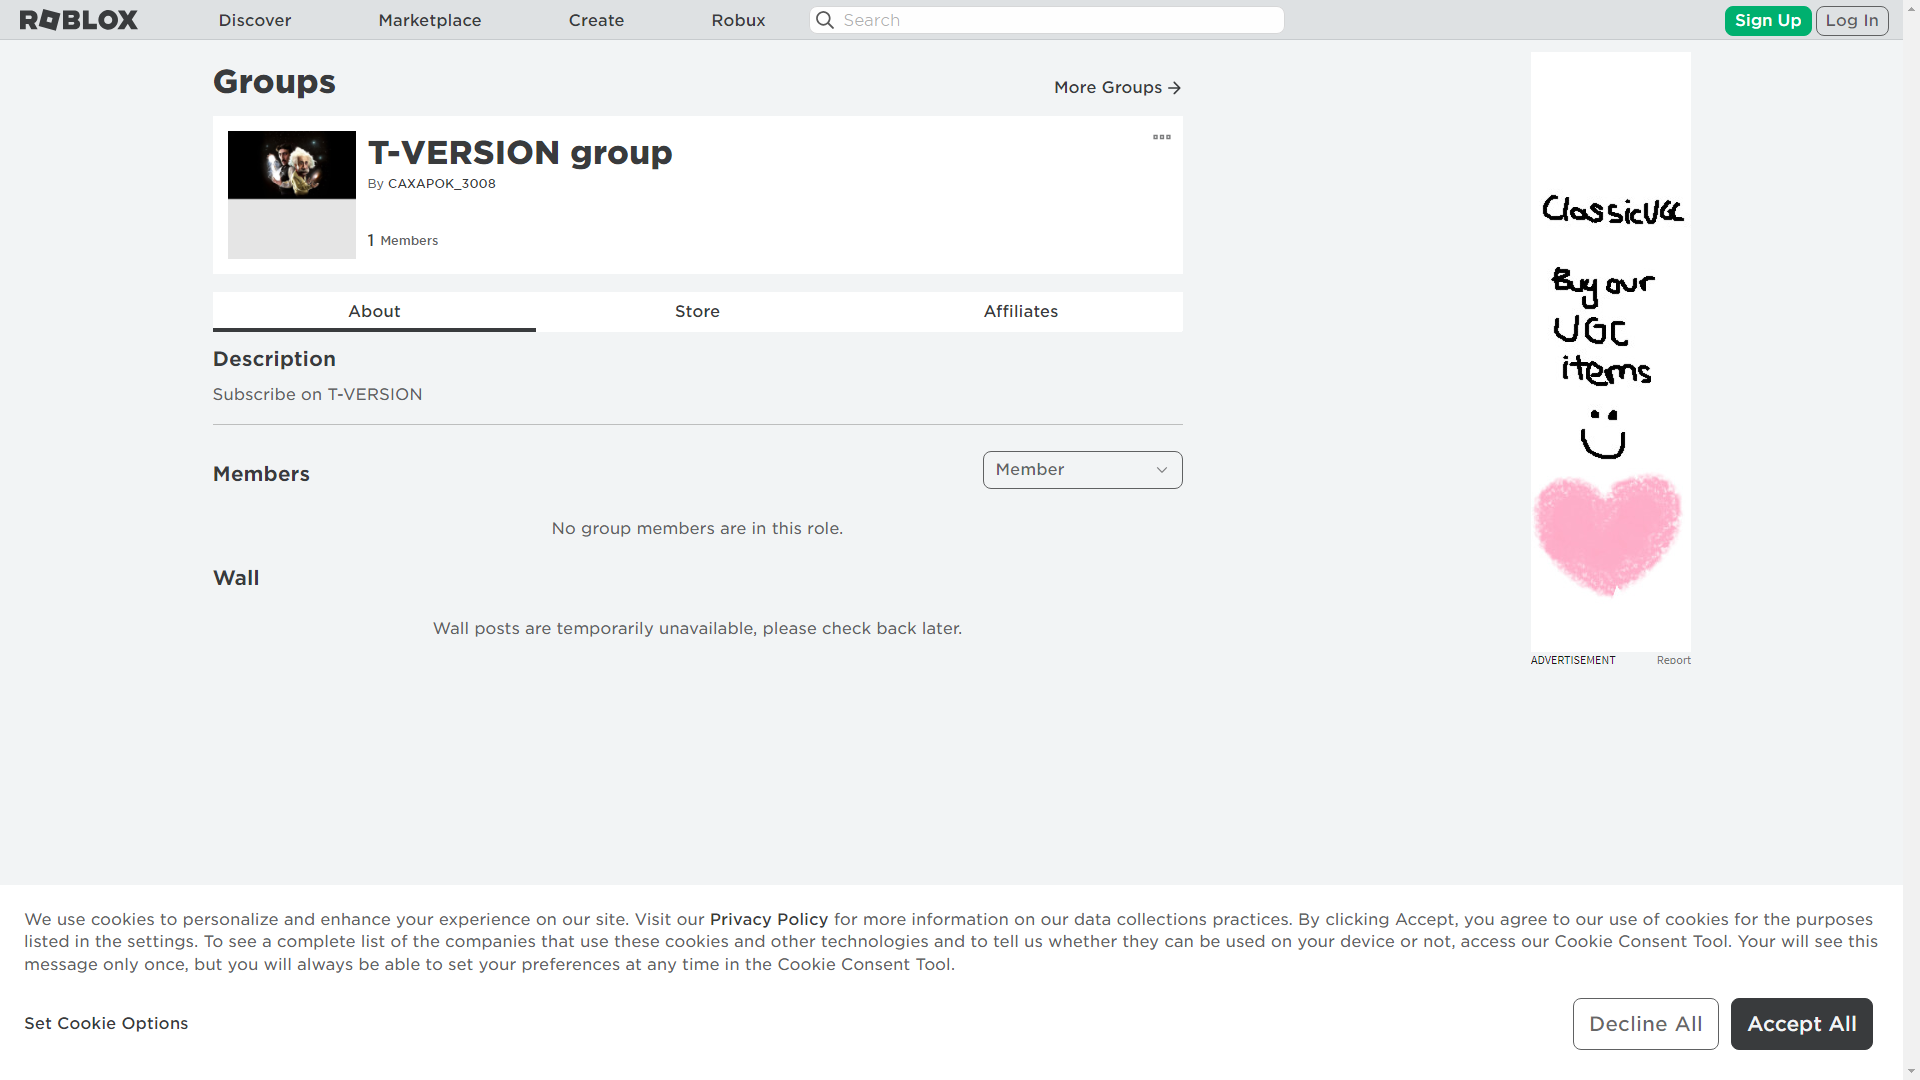 ROBLOX
Discover
Marketplace
Create
Robux
Search
Sign Up
Log In
Groups
More Groups
T-VERSION group
By CAXAPOK_3008
1 Members
About
Store
Affiliates
Description
Subscribe on T-VERSION
Members
Member
No group members are in this role.
Wall
Wall posts are temporarily unavailable, please check back later.
ClassicUGC
Buy our
UGC
items
ADVERTISEMENT
Report
We use cookies to personalize and enhance your experience on our site. Visit our Privacy Policy for more information on our data collections practices. By clicking Accept, you agree to our use of cookies for the purposes
listed in the settings. To see a complete list of the companies that use these cookies and other technologies and to tell us whether they can be used on your device or not, access our Cookie Consent Tool. Your will see this
message only once, but you will always be able to set your preferences at any time in the Cookie Consent Tool.
Set Cookie Options
Decline All
Accept All